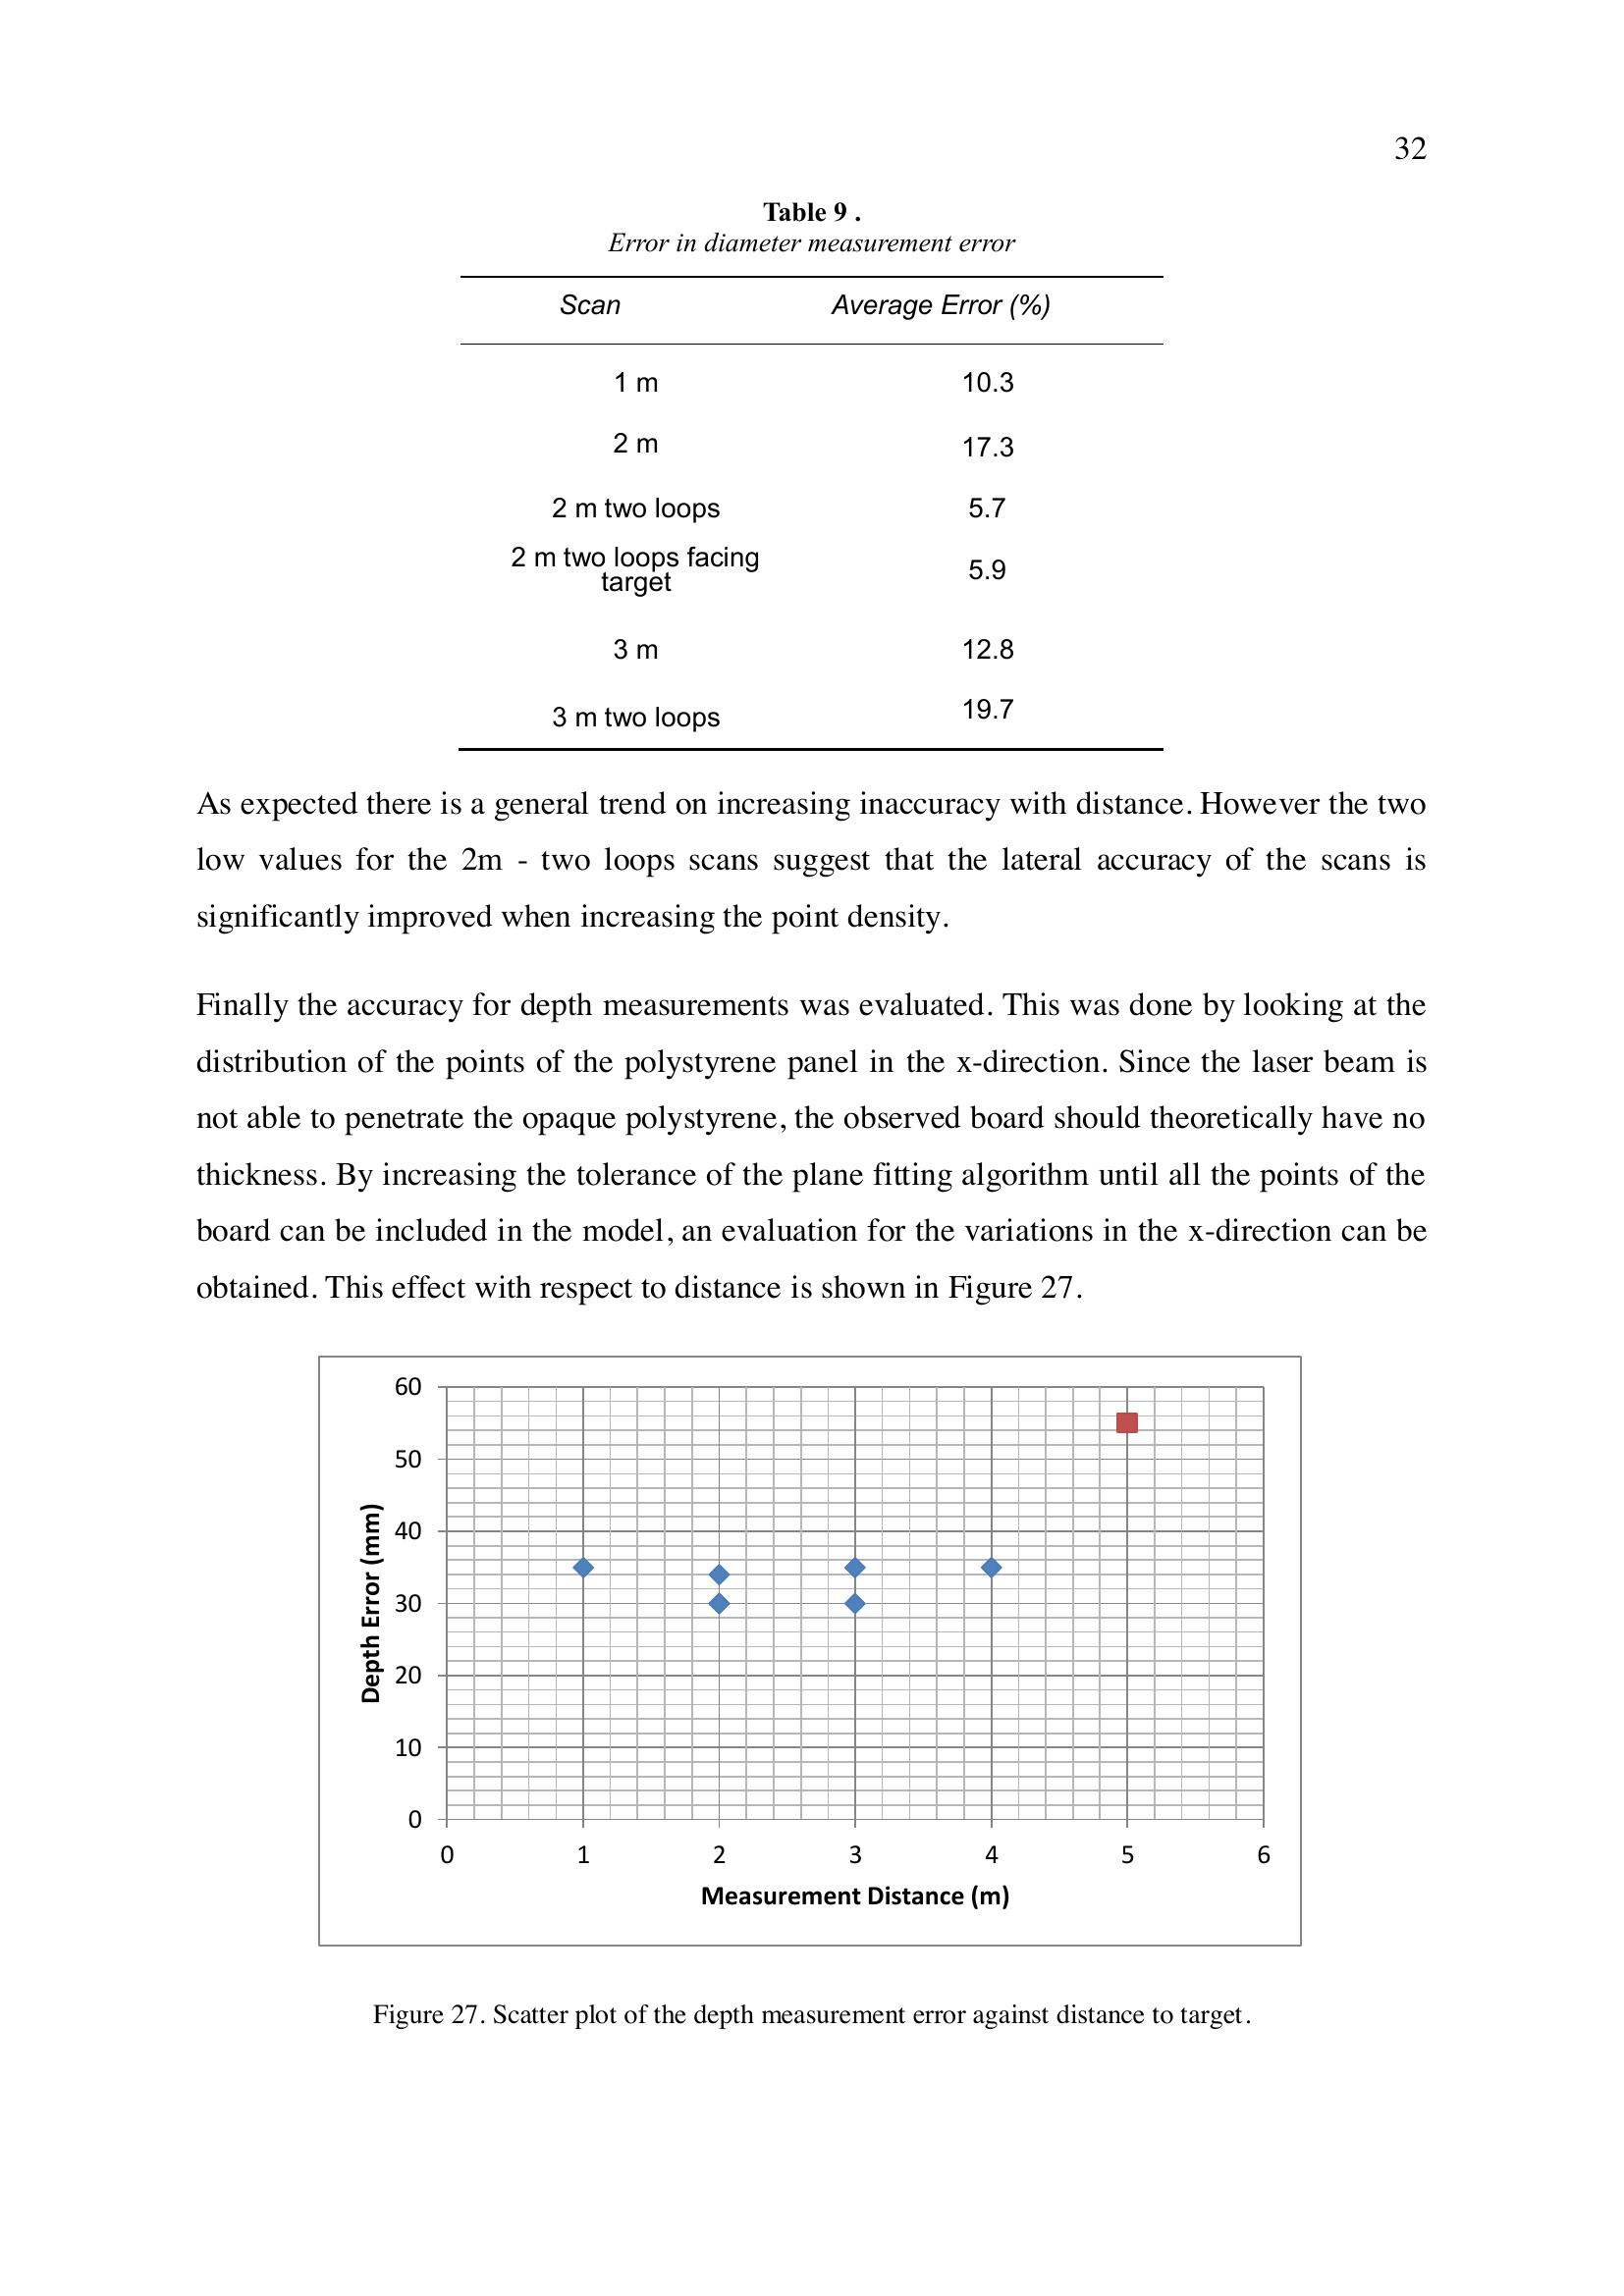 32
Table 9 .
Error in diameter measurement error
Scan Average Error (%)
1 m 10.3
2 m 17.3
2 m two loops 5.7
2 m two loops facing
target 5.9
3 m 12.8
3 m two loops 19.7
As expected there is a general trend on increasing inaccuracy with distance. However the two
low values for the 2m - two loops scans suggest that the lateral accuracy of the scans is
significantly improved when increasing the point density.
Finally the accuracy for depth measurements was evaluated. This was done by looking at the
distribution of the points of the polystyrene panel in the x-direction. Since the laser beam is
not able to penetrate the opaque polystyrene, the observed board should theoretically have no
thickness. By increasing the tolerance of the plane fitting algorithm until all the points of the
board can be included in the model, an evaluation for the variations in the x-direction can be
obtained. This effect with respect to distance is shown in Figure 27.
60
50
40
30
20
10
0
Depth Error (mm)
0 1 2 3 4 5 6
Measurement Distance (m)
Figure 27. Scatter plot of the depth measurement error against distance to target.